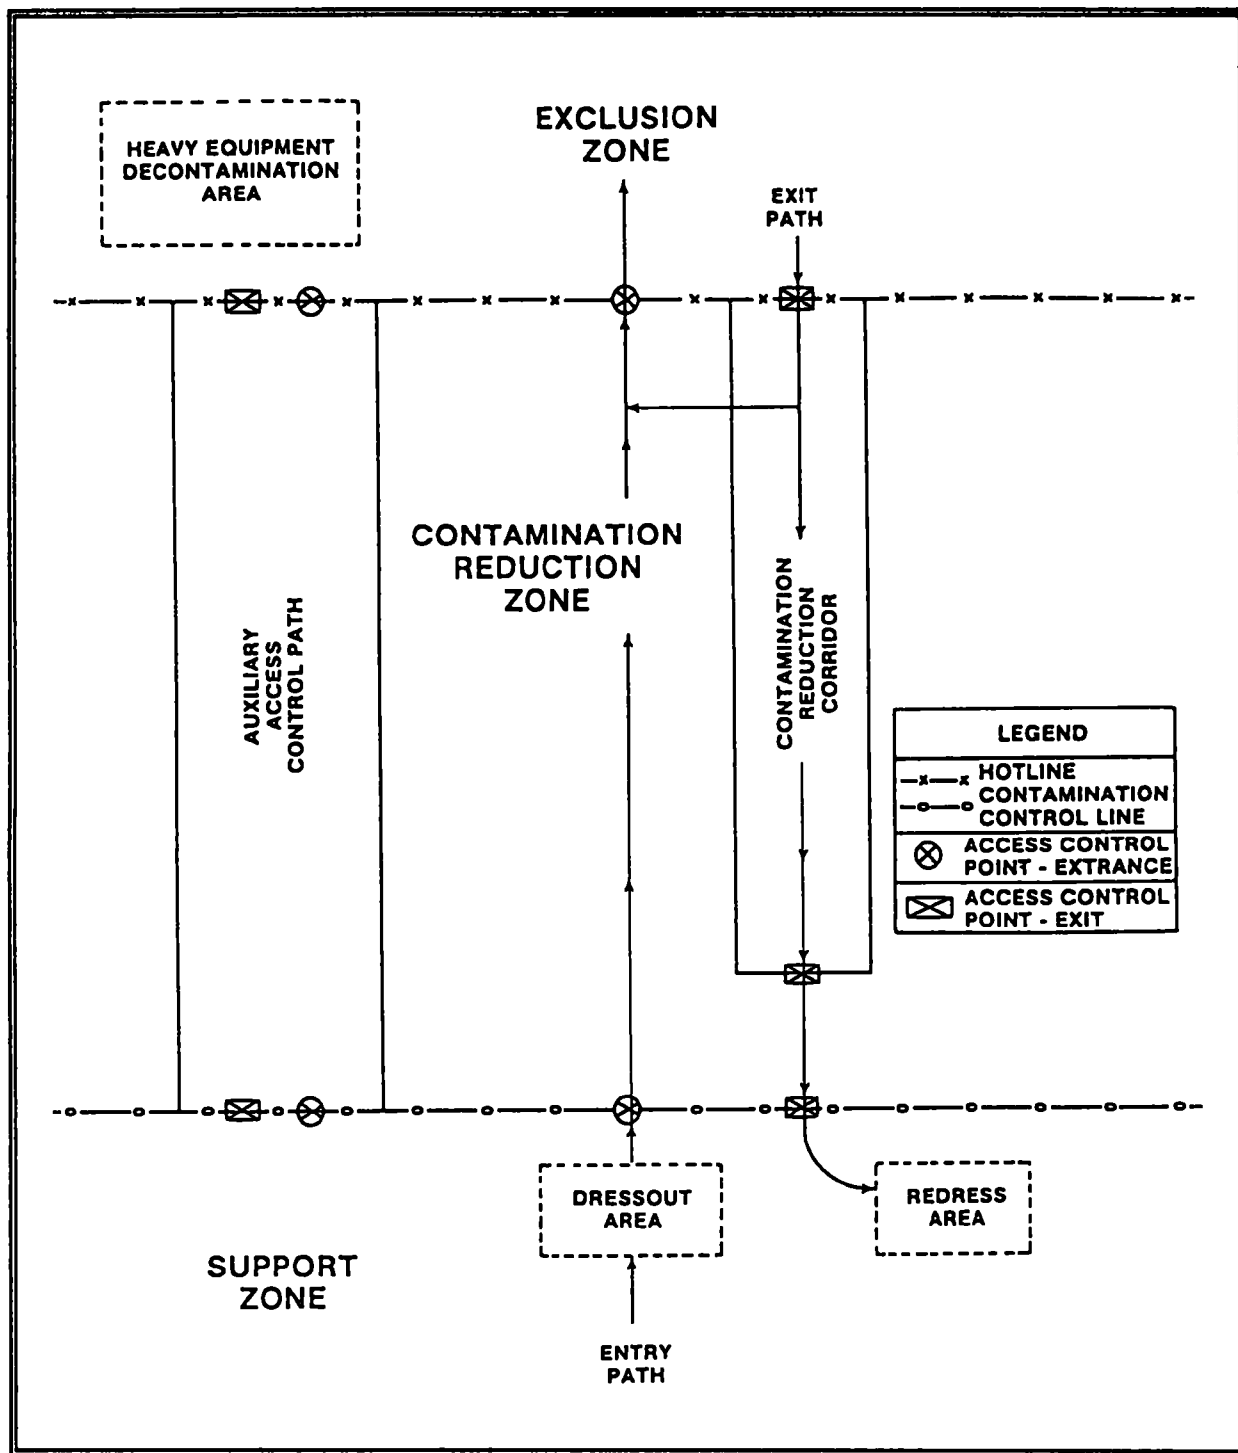 HEAVY EQUIPMENT
DECONTAMINATION
AREA
EXCLUSION
ZONE
EXIT
PATH
CONTAMINATION
REDUCTION
ZONE
AUXILIARY
ACCESS
CONTROL PATH
CONTAMINATION
REDUCTION
CORRIDOR
LEGEND
HOTLINE
CONTAMINATION
CONTROL LINE
ACCESS CONTROL
POINT - EXTRANCE
ACCESS CONTROL
POINT - EXIT
DRESSOUT
AREA
REDRESS
AREA
SUPPORT
ZONE
ENTRY
PATH